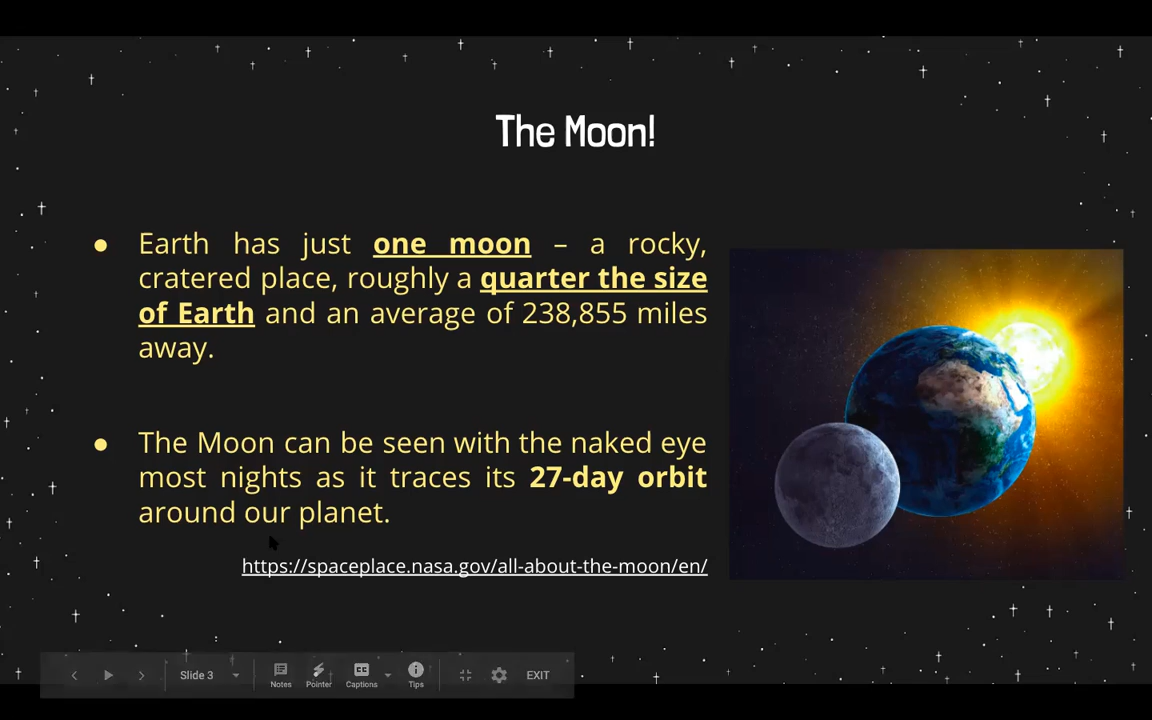 The Moon!
● Earth has just one moon – a rocky,
cratered place, roughly a quarter the size
of Earth and an average of 238,855 miles
away.
● The Moon can be seen with the naked eye
most nights as it traces its 27-day orbit
around our planet.
https://spaceplace.nasa.gov/all-about-the-moon/en/
Slide 3
Notes
Pointer
CC
Captions
Tips
EXIT